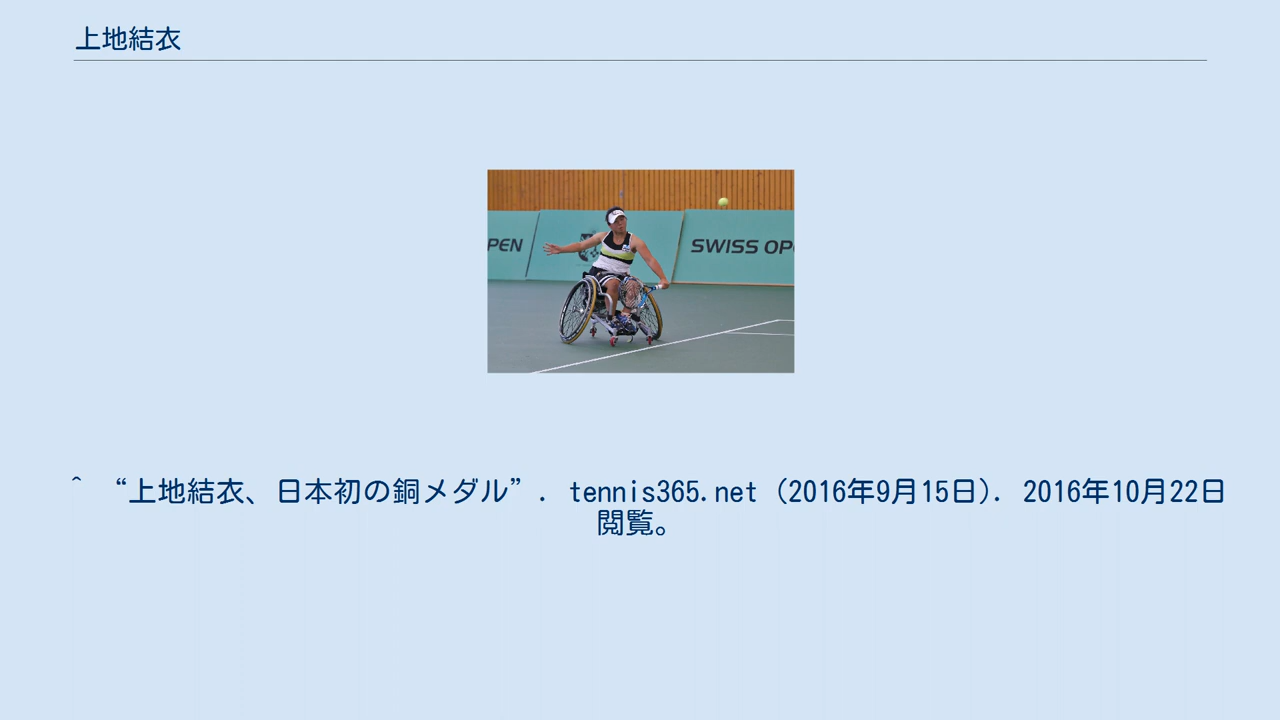 上地結衣
PEN
SWISS OP
^ “上地結衣、日本初の銅メダル”. tennis365.net (2016年9月15日). 2016年10月22日
閲覧。